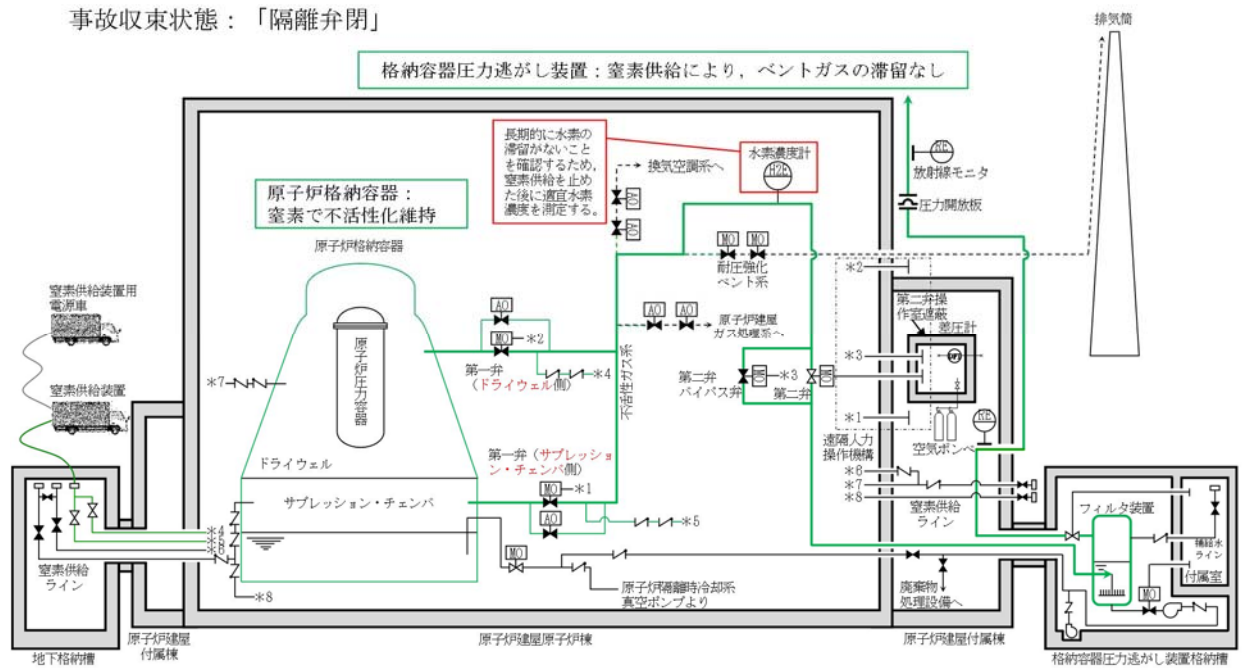 事故収束状態：「隔離弁閉」
排気筒
格納容器圧力逃がし装置：窒素供給により，ベントガスの滞留なし
長期的に水素の
滞留がないこと
を確認するため，
窒素供給を止め
た後に適宜水素
濃度を測定する。
水素濃度計
H2E
換気空調系へ
AO
AO
RE
放射線モニタ
圧力開放板
原子炉格納容器：
窒素で不活性化維持
原子炉格納容器
MO
MO
耐圧強化
ベント系
*2
窒素供給装置用
電源車
窒素供給装置
原子炉圧力容器
AO
MO
*2
*4
第一弁
（ドライウェル側）
不活性ガス系
AO
AO
原子炉建屋
ガス処理系へ
第二弁操
作室遮蔽
差圧計
*3
*7
第二弁
バイパス弁
MO
*3
MO
第二弁
*1
遠隔人力
操作機構
空気ボンベ
RE
ドライウェル
サプレッション・チェンバ
第一弁（サプレッショ
ン・チェンバ側）
MO
*1
AO
*5
*6
*7
*8
窒素供給
ライン
フィルタ装置
補給水
ライン
付属室
MO
*4
*5
*6
*8
窒素供給
ライン
MO
原子炉隔離時冷却系
真空ポンプより
廃棄物
処理設備へ
地下格納槽
原子炉建屋
付属棟
原子炉建屋原子炉棟
原子炉建屋付属棟
格納容器圧力逃がし装置格納槽